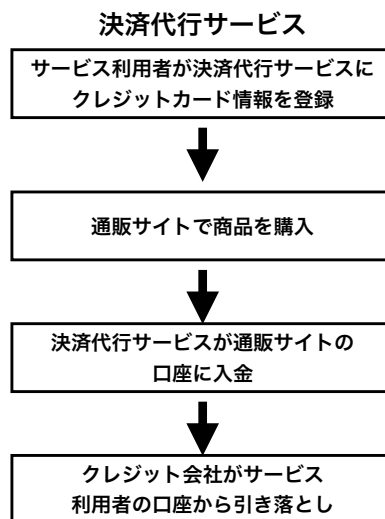 決済代行サービス
サービス利用者が決済代行サービスに
クレジットカード情報を登録
通販サイトで商品を購入
決済代行サービスが通販サイトの
口座に入金
クレジット会社がサービス
利用者の口座から引き落とし